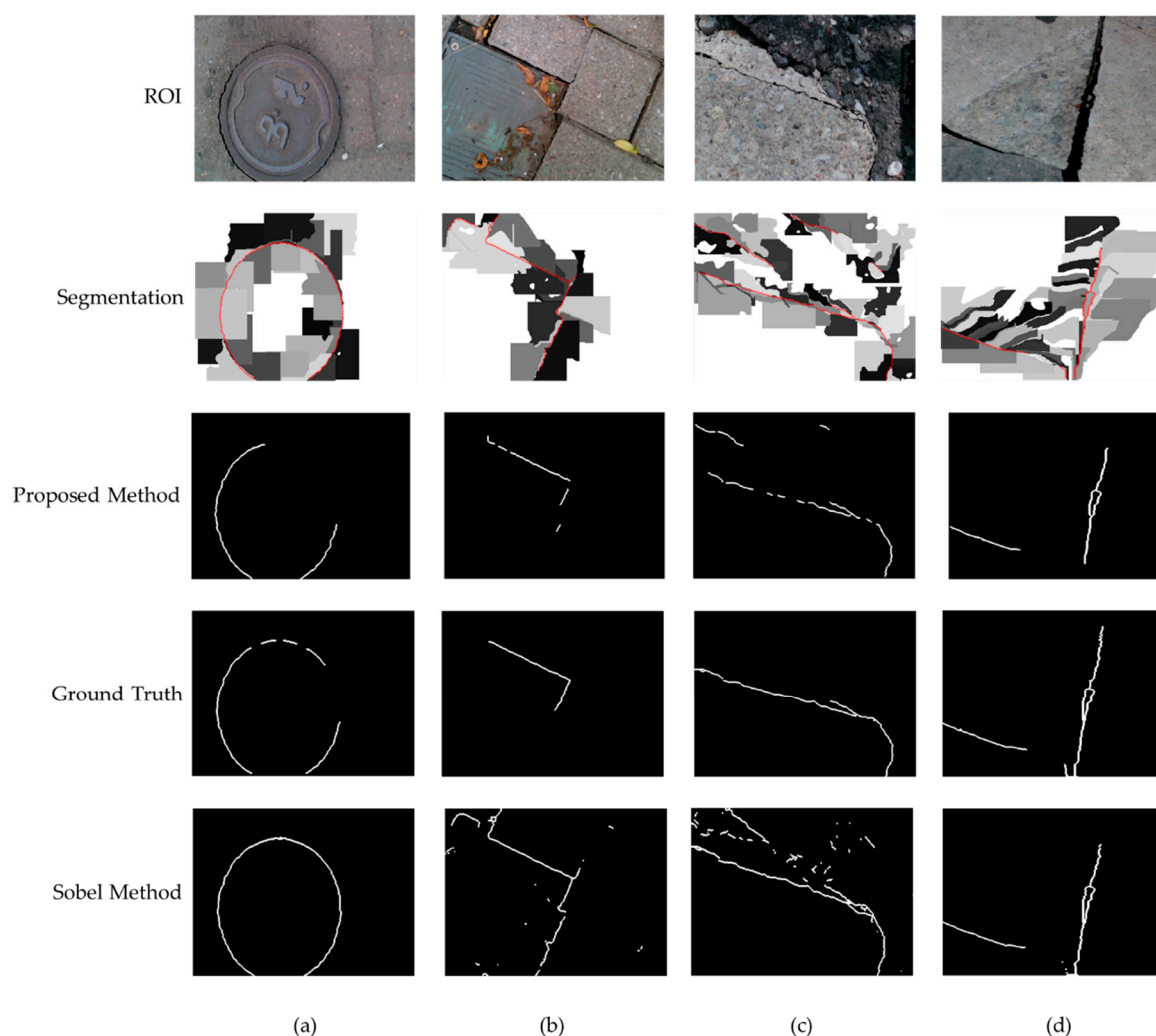 ROI
Segmentation
Proposed Method
Ground Truth
Sobel Method
(a) (b) (c) (d)